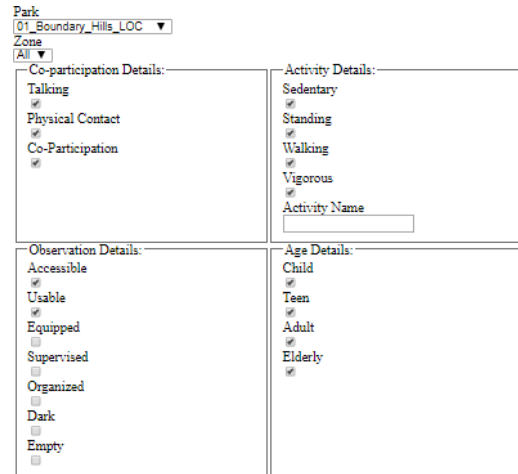 Park
01_Boundary_Hills_LOC
Zone
All
Co-participation Details:
Talking
Physical Contact
Co-Participation
Activity Details:
Sedentary
Standing
Walking
Vigorous
Activity Name
Observation Details:
Accessible
Usable
Equipped
Supervised
Organized
Dark
Empty
Age Details:
Child
Teen
Adult
Elderly